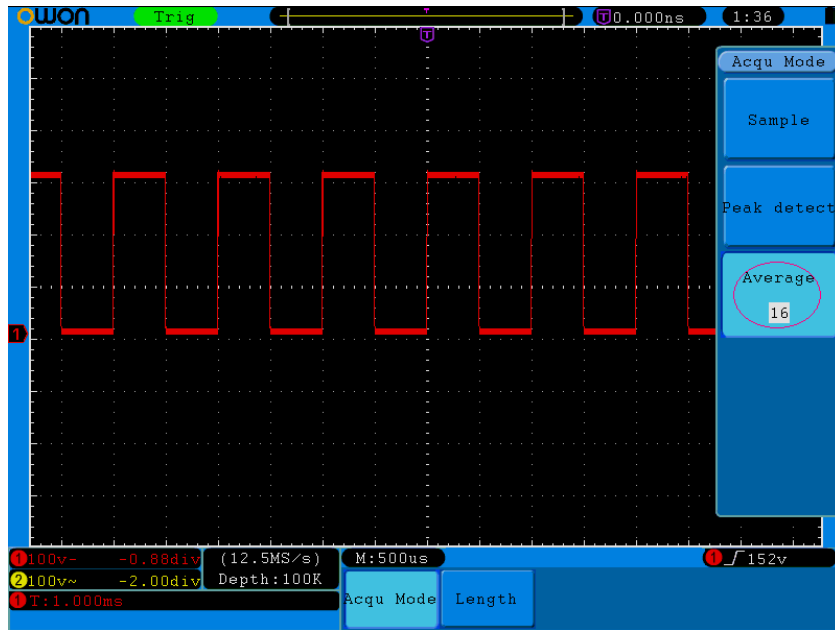 owon Trig T T 0.000ns 1:36
T
Acqu Mode
Sample
Peak detect
Average
16
1
1 100v- -0.88div (12.5MS/s) M:500us 1 152v
2 100v~ -2.00div Depth:100K
1 T:1.000ms
Acqu Mode Length